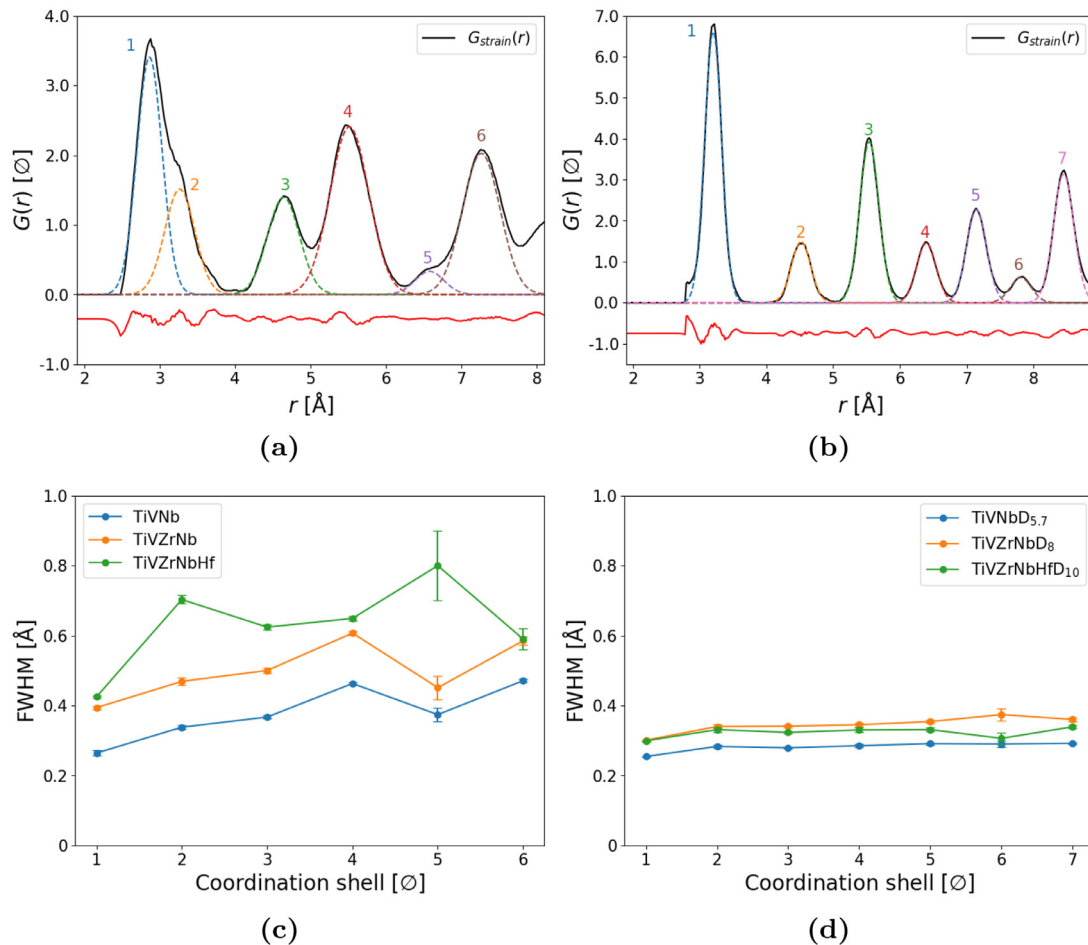 (a)
G(r) [∅]
4.0
3.0
2.0
1.0
0.0
-1.0
1
2
3
4
5
6
G_strain(r)
2 3 4 5 6 7 8
r [Å]
(b)
G(r) [∅]
7.0
6.0
5.0
4.0
3.0
2.0
1.0
0.0
-1.0
1
2
3
4
5
6
7
G_strain(r)
2 3 4 5 6 7 8
r [Å]
FWHM [Å]
1.0
0.8
0.6
0.4
0.2
0
TiVNb
TiVZrNb
TiVZrNbHf
1 2 3 4 5 6
Coordination shell [∅]
(c)
FWHM [Å]
1.0
0.8
0.6
0.4
0.2
0
TiVNbD₅.₇
TiVZrNbD₈
TiVZrNbHfD₁₀
1 2 3 4 5 6 7
Coordination shell [∅]
(d)